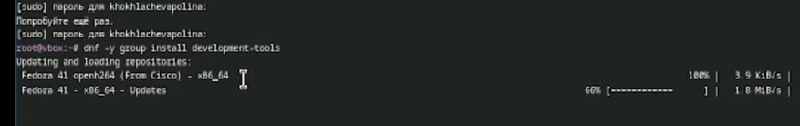 [sudo] пароль для khokhlachevapolina:
Попробуйте ещё раз.
[sudo] пароль для khokhlachevapolina:
root@vbox:~# dnf -y group install development-tools
Updating and loading repositories:
Fedora 41 openh264 (From Cisco) - x86_64 100% | 3.9 KiB/s |
Fedora 41 - x86_64 - Updates 66% [------------ ] | 1.8 MiB/s |